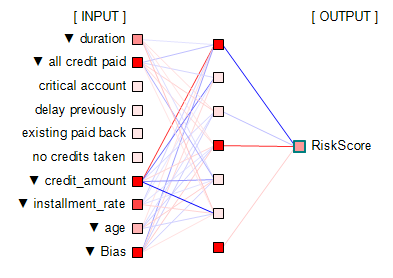 [ INPUT ]
[ OUTPUT ]
▼ duration
▼ all credit paid
critical account
delay previously
existing paid back
no credits taken
▼ credit_amount
▼ installment_rate
▼ age
▼ Bias
RiskScore